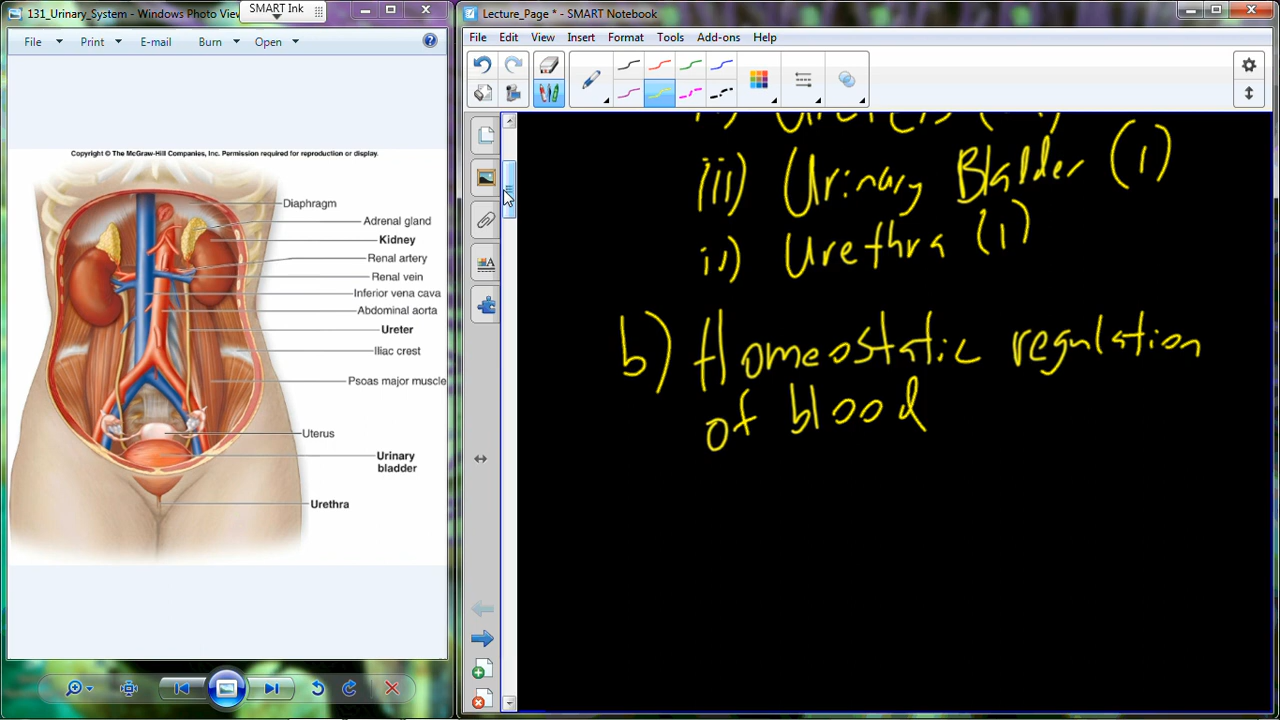 131_Urinary_System - Windows Photo View
SMART Ink
File Print E-mail Burn Open
Copyright © The McGraw-Hill Companies, Inc. Permission required for reproduction or display.
Diaphragm
Adrenal gland
Kidney
Renal artery
Renal vein
Inferior vena cava
Abdominal aorta
Ureter
Iliac crest
Psoas major muscle
Uterus
Urinary
bladder
Urethra
Lecture_Page * - SMART Notebook
File Edit View Insert Format Tools Add-ons Help
iii) Urinary Bladder (1)
iv) Urethra (1)
b) Homeostatic regulation
of blood